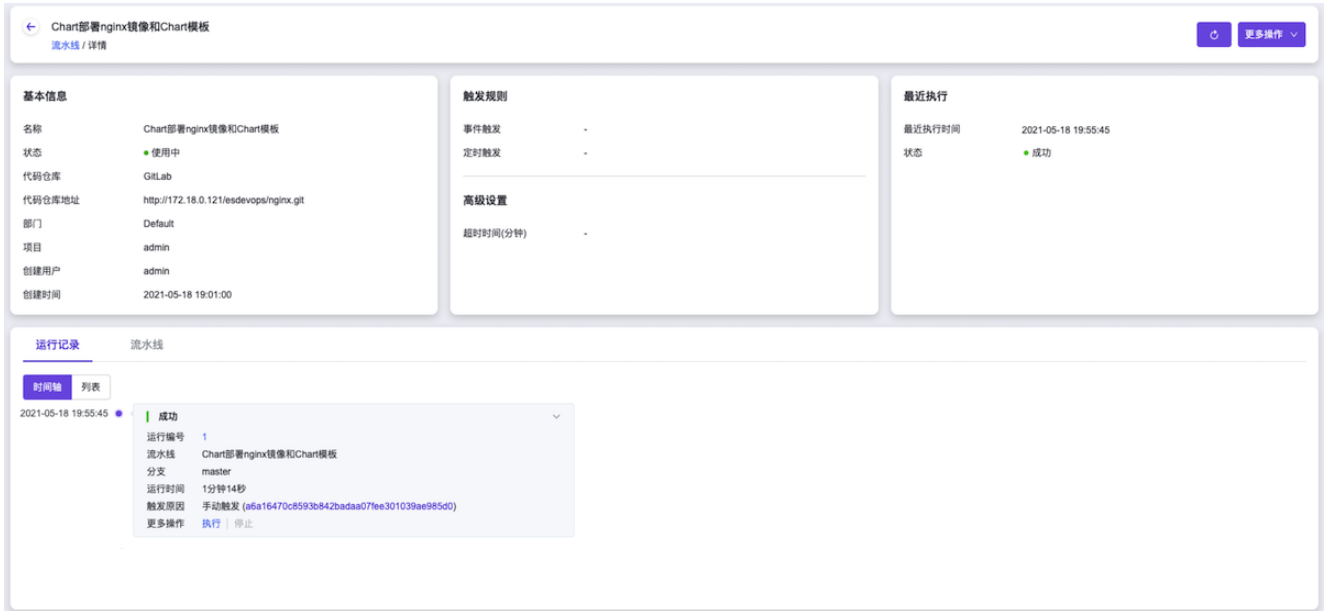 Chart部署nginx镜像和Chart模板
流水线 / 详情
更多操作
基本信息
名称 Chart部署nginx镜像和Chart模板
状态 使用中
代码仓库 GitLab
代码仓库地址 http://172.18.0.121/esdevops/nginx.git
部门 Default
项目 admin
创建用户 admin
创建时间 2021-05-18 19:01:00
触发规则
事件触发 -
定时触发 -
高级设置
超时时间(分钟) -
最近执行
最近执行时间 2021-05-18 19:55:45
状态 成功
运行记录 流水线
时间轴 列表
2021-05-18 19:55:45
成功
运行编号 1
流水线 Chart部署nginx镜像和Chart模板
分支 master
运行时间 1分钟14秒
触发原因 手动触发 (a6a16470c8593b842badaa07fee301039ae985d0)
更多操作 执行 | 停止